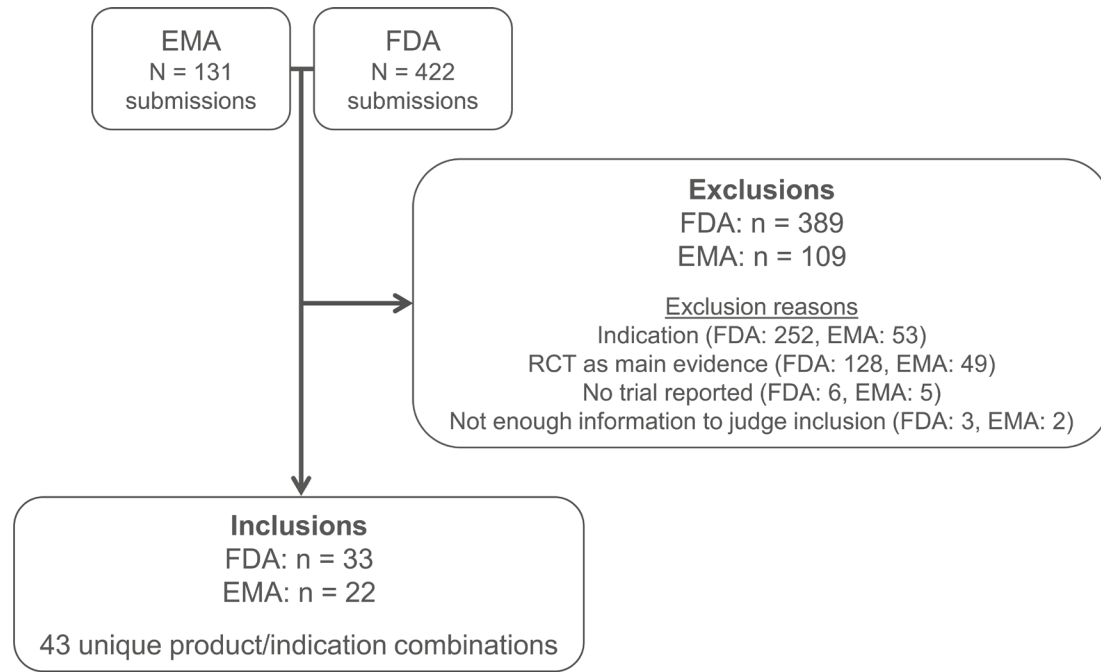 EMA
N = 131
submissions
FDA
N = 422
submissions
Exclusions
FDA: n = 389
EMA: n = 109
Exclusion reasons
Indication (FDA: 252, EMA: 53)
RCT as main evidence (FDA: 128, EMA: 49)
No trial reported (FDA: 6, EMA: 5)
Not enough information to judge inclusion (FDA: 3, EMA: 2)
Inclusions
FDA: n = 33
EMA: n = 22
43 unique product/indication combinations